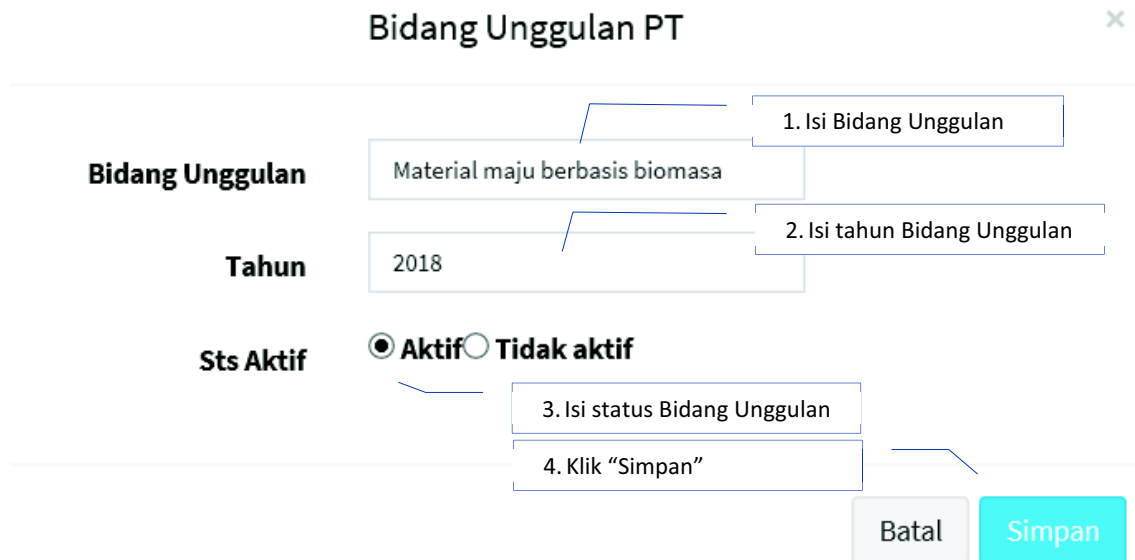 Bidang Unggulan PT
×
1. Isi Bidang Unggulan
Bidang Unggulan
Material maju berbasis biomasa
2. Isi tahun Bidang Unggulan
Tahun
2018
Sts Aktif
Aktif Tidak aktif
3. Isi status Bidang Unggulan
4. Klik “Simpan”
Batal
Simpan